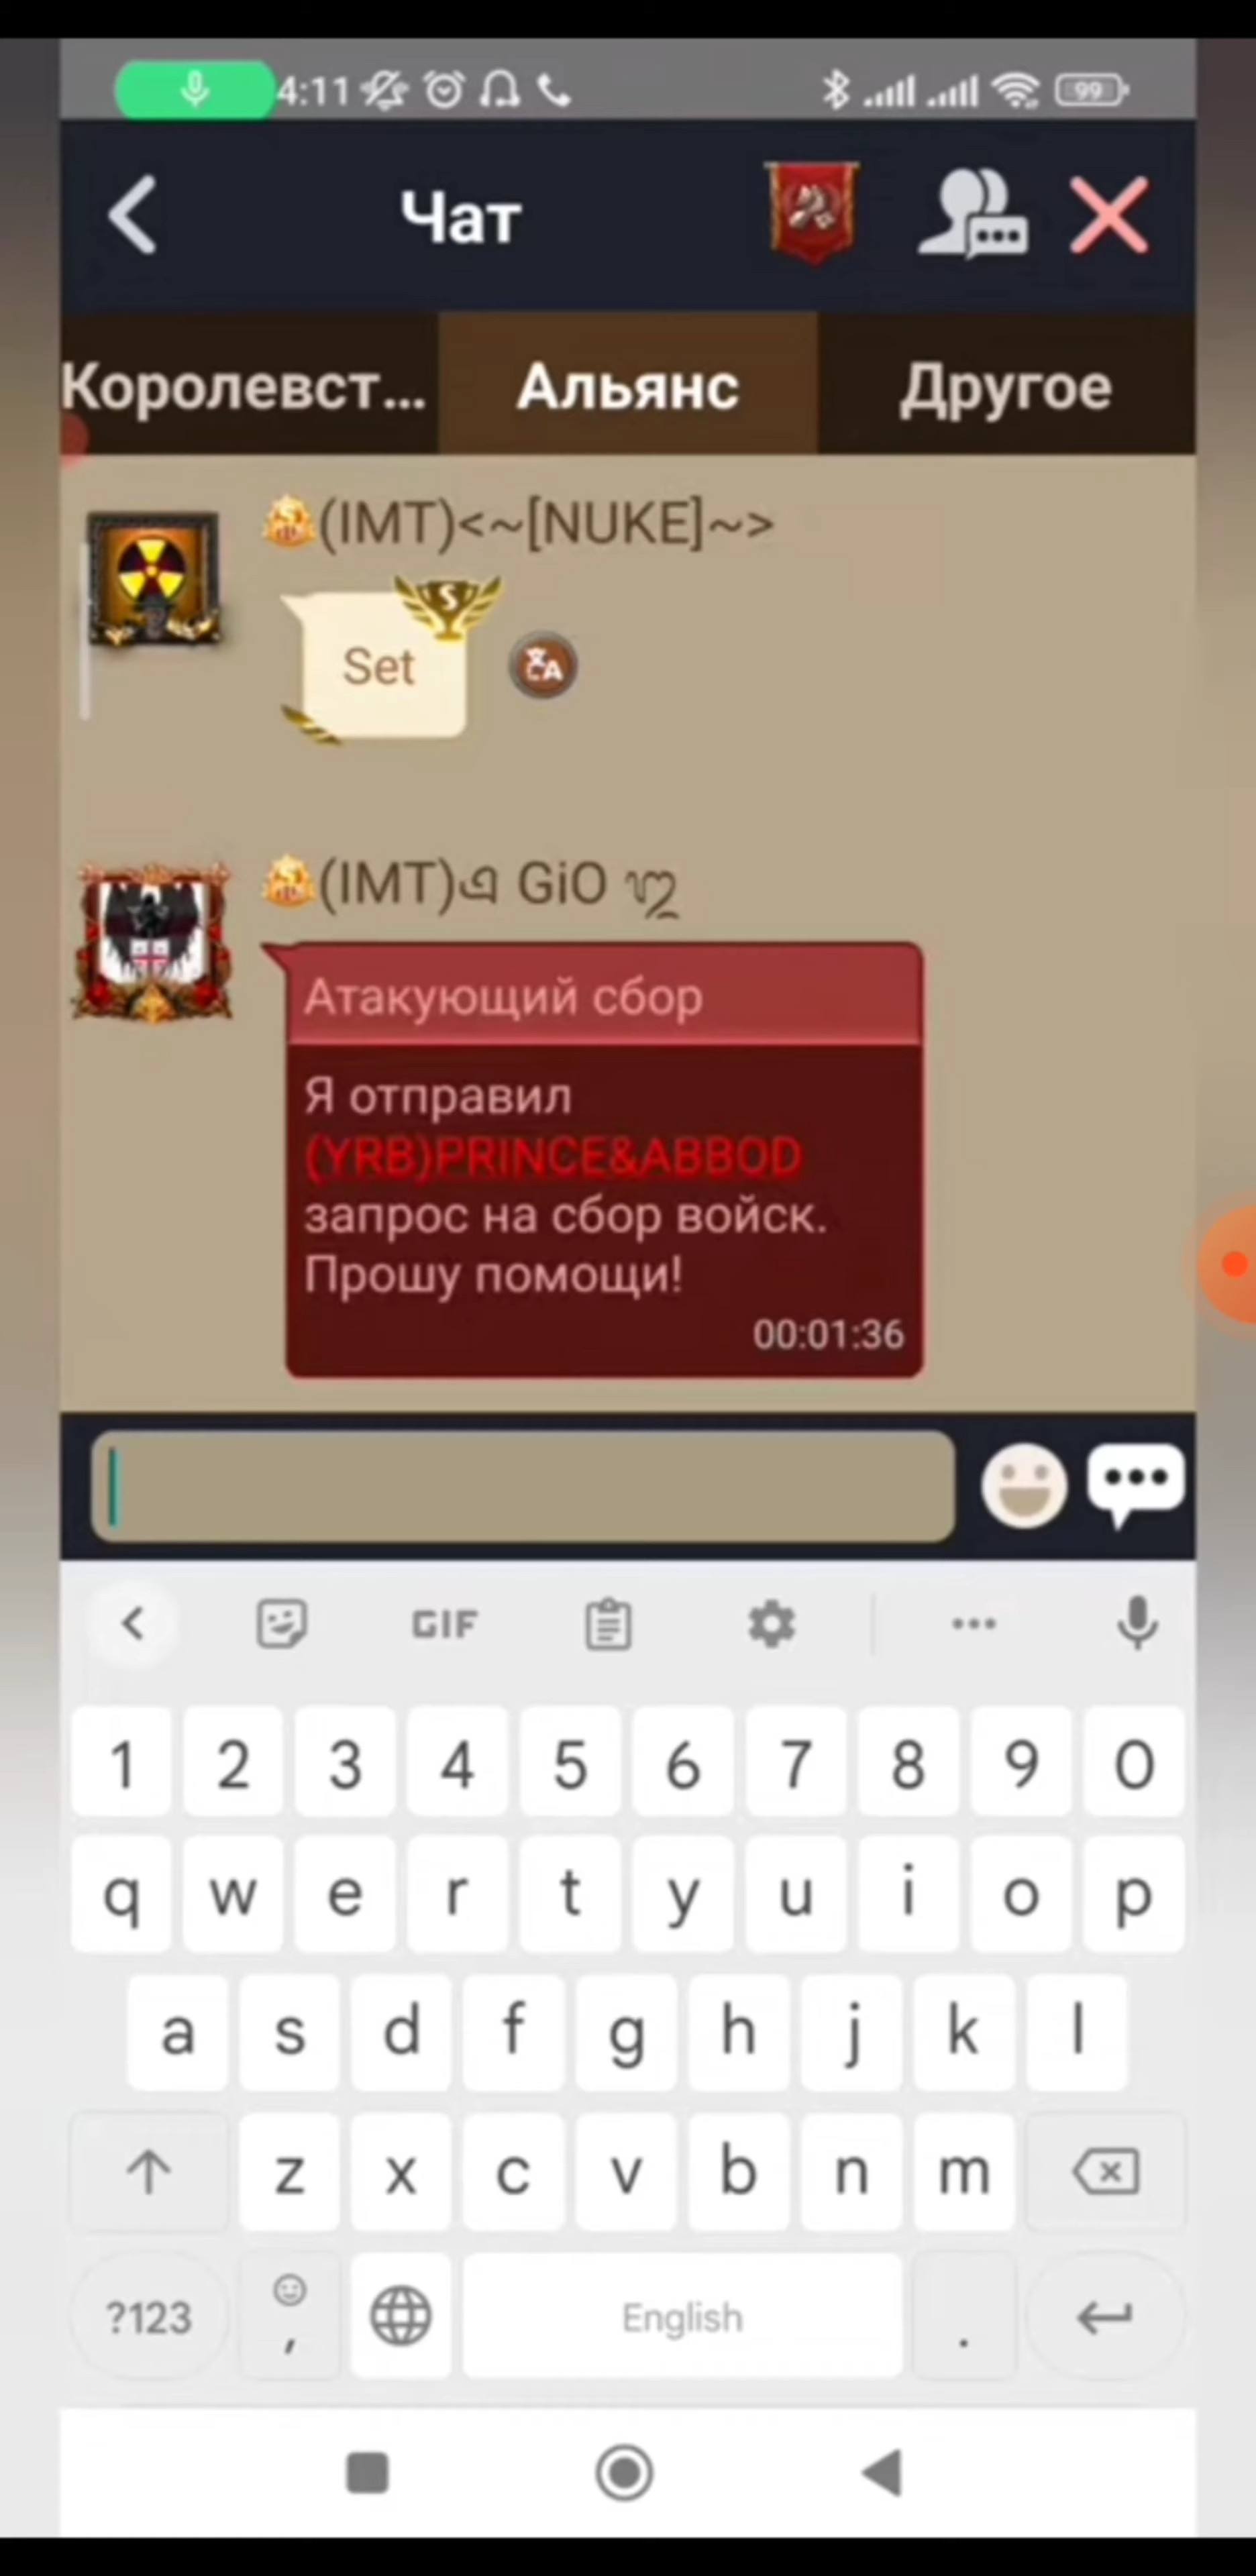 4:11
99
Чат
Королевст...
Альянс
Другое
(IMT)<~[NUKE]~>
Set
(IMT)এ GiO ঞ
Атакующий сбор
Я отправил
(YRB)PRINCE&ABBOD
запрос на сбор войск.
Прошу помощи!
00:01:36
GIF
1 2 3 4 5 6 7 8 9 0
q w e r t y u i o p
a s d f g h j k l
z x c v b n m
?123 , English .